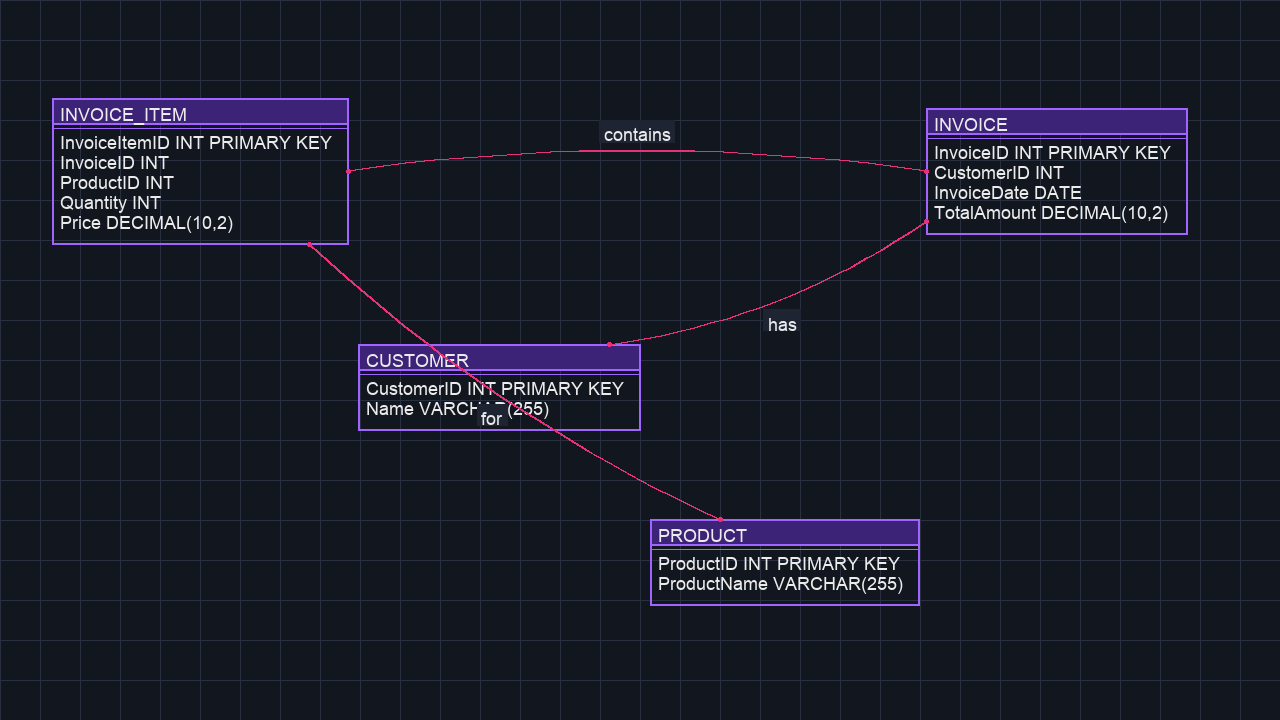 INVOICE_ITEM
InvoiceItemID INT PRIMARY KEY
InvoiceID INT
ProductID INT
Quantity INT
Price DECIMAL(10,2)
contains
INVOICE
InvoiceID INT PRIMARY KEY
CustomerID INT
InvoiceDate DATE
TotalAmount DECIMAL(10,2)
has
CUSTOMER
CustomerID INT PRIMARY KEY
Name VARCHAR(255)
for
PRODUCT
ProductID INT PRIMARY KEY
ProductName VARCHAR(255)